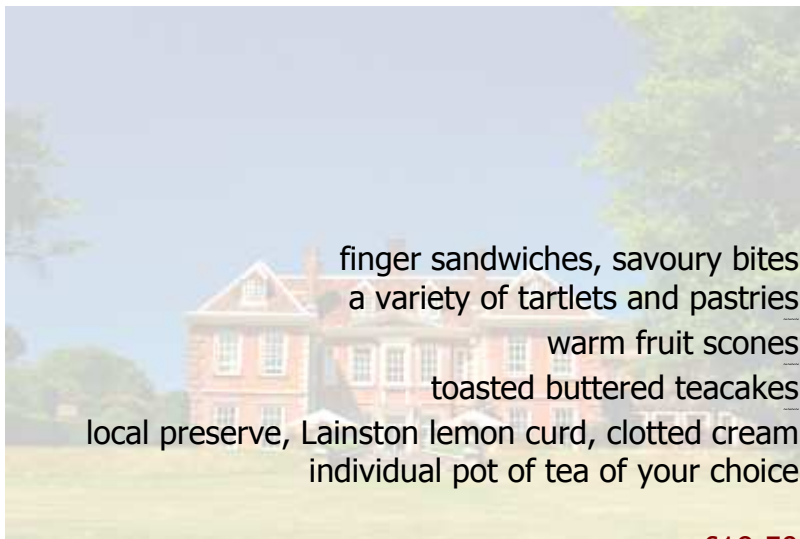 finger sandwiches, savoury bites
a variety of tartlets and pastries
~~~~
warm fruit scones
~~~~
toasted buttered teacakes
~~~~
local preserve, Lainston lemon curd, clotted cream
individual pot of tea of your choice